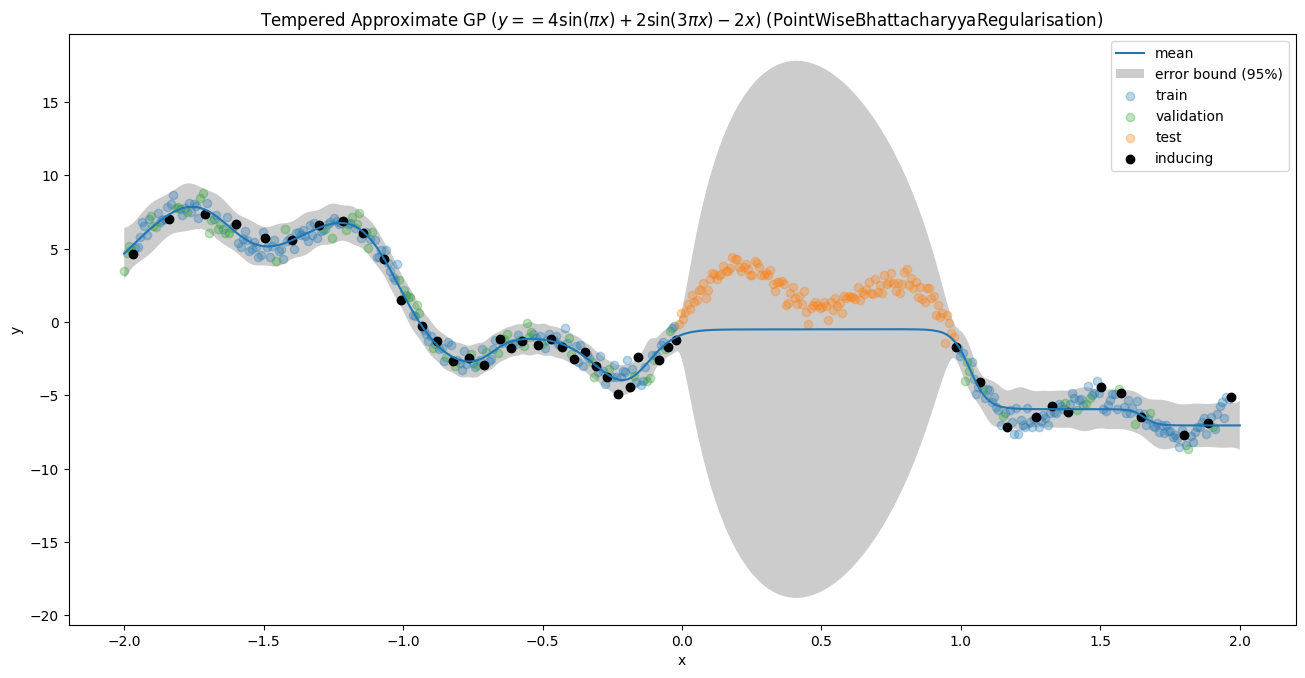 Tempered Approximate GP (y == 4sin(πx) + 2sin(3πx) − 2x) (PointWiseBhattacharyyaRegularisation)
mean
error bound (95%)
train
validation
test
inducing
y
15
10
5
0
−5
−10
−15
−20
−2.0 −1.5 −1.0 −0.5 0.0 0.5 1.0 1.5 2.0
x